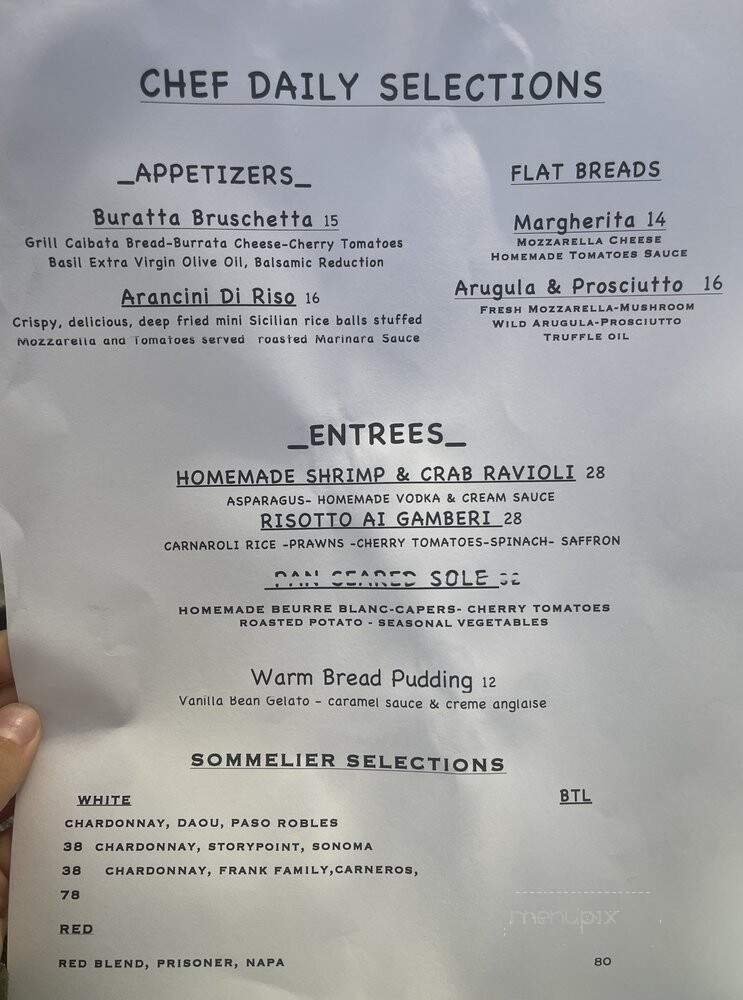 CHEF DAILY SELECTIONS
_APPETIZERS_
Buratta Bruschetta 15
Grill Caibata Bread-Burrata Cheese-Cherry Tomatoes
Basil Extra Virgin Olive Oil, Balsamic Reduction
Arancini Di Riso 16
Crispy, delicious, deep fried mini Sicilian rice balls stuffed
Mozzarella and Tomatoes served roasted Marinara Sauce
FLAT BREADS
Margherita 14
MOZZARELLA CHEESE
HOMEMADE TOMATOES SAUCE
Arugula & Prosciutto 16
FRESH MOZZARELLA-MUSHROOM
WILD ARUGULA-PROSCIUTTO
TRUFFLE OIL
_ENTREES_
HOMEMADE SHRIMP & CRAB RAVIOLI 28
ASPARAGUS- HOMEMADE VODKA & CREAM SAUCE
RISOTTO AI GAMBERI 28
CARNAROLI RICE -PRAWNS -CHERRY TOMATOES-SPINACH- SAFFRON
PAN SEARED SOLE
HOMEMADE BEURRE BLANC-CAPERS- CHERRY TOMATOES
ROASTED POTATO - SEASONAL VEGETABLES
Warm Bread Pudding 12
Vanilla Bean Gelato - caramel sauce & creme anglaise
SOMMELIER SELECTIONS
WHITE BTL
CHARDONNAY, DAOU, PASO ROBLES
38 CHARDONNAY, STORYPOINT, SONOMA
38 CHARDONNAY, FRANK FAMILY,CARNEROS,
78
menupix
RED
RED BLEND, PRISONER, NAPA 80